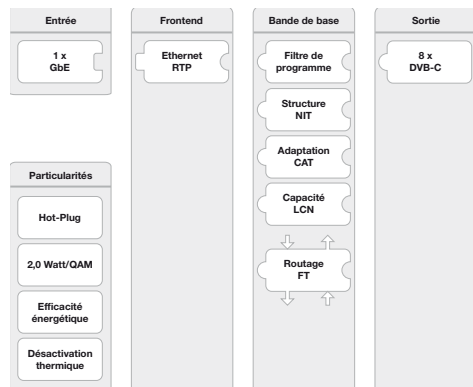 Entrée
1 x
GbE
Particularités
Hot-Plug
2,0 Watt/QAM
Efficacité
énergétique
Désactivation
thermique
Frontend
Ethernet
RTP
Bande de base
Filtre de
programme
Structure
NIT
Adaptation
CAT
Capacité
LCN
Routage
FT
Sortie
8 x
DVB-C